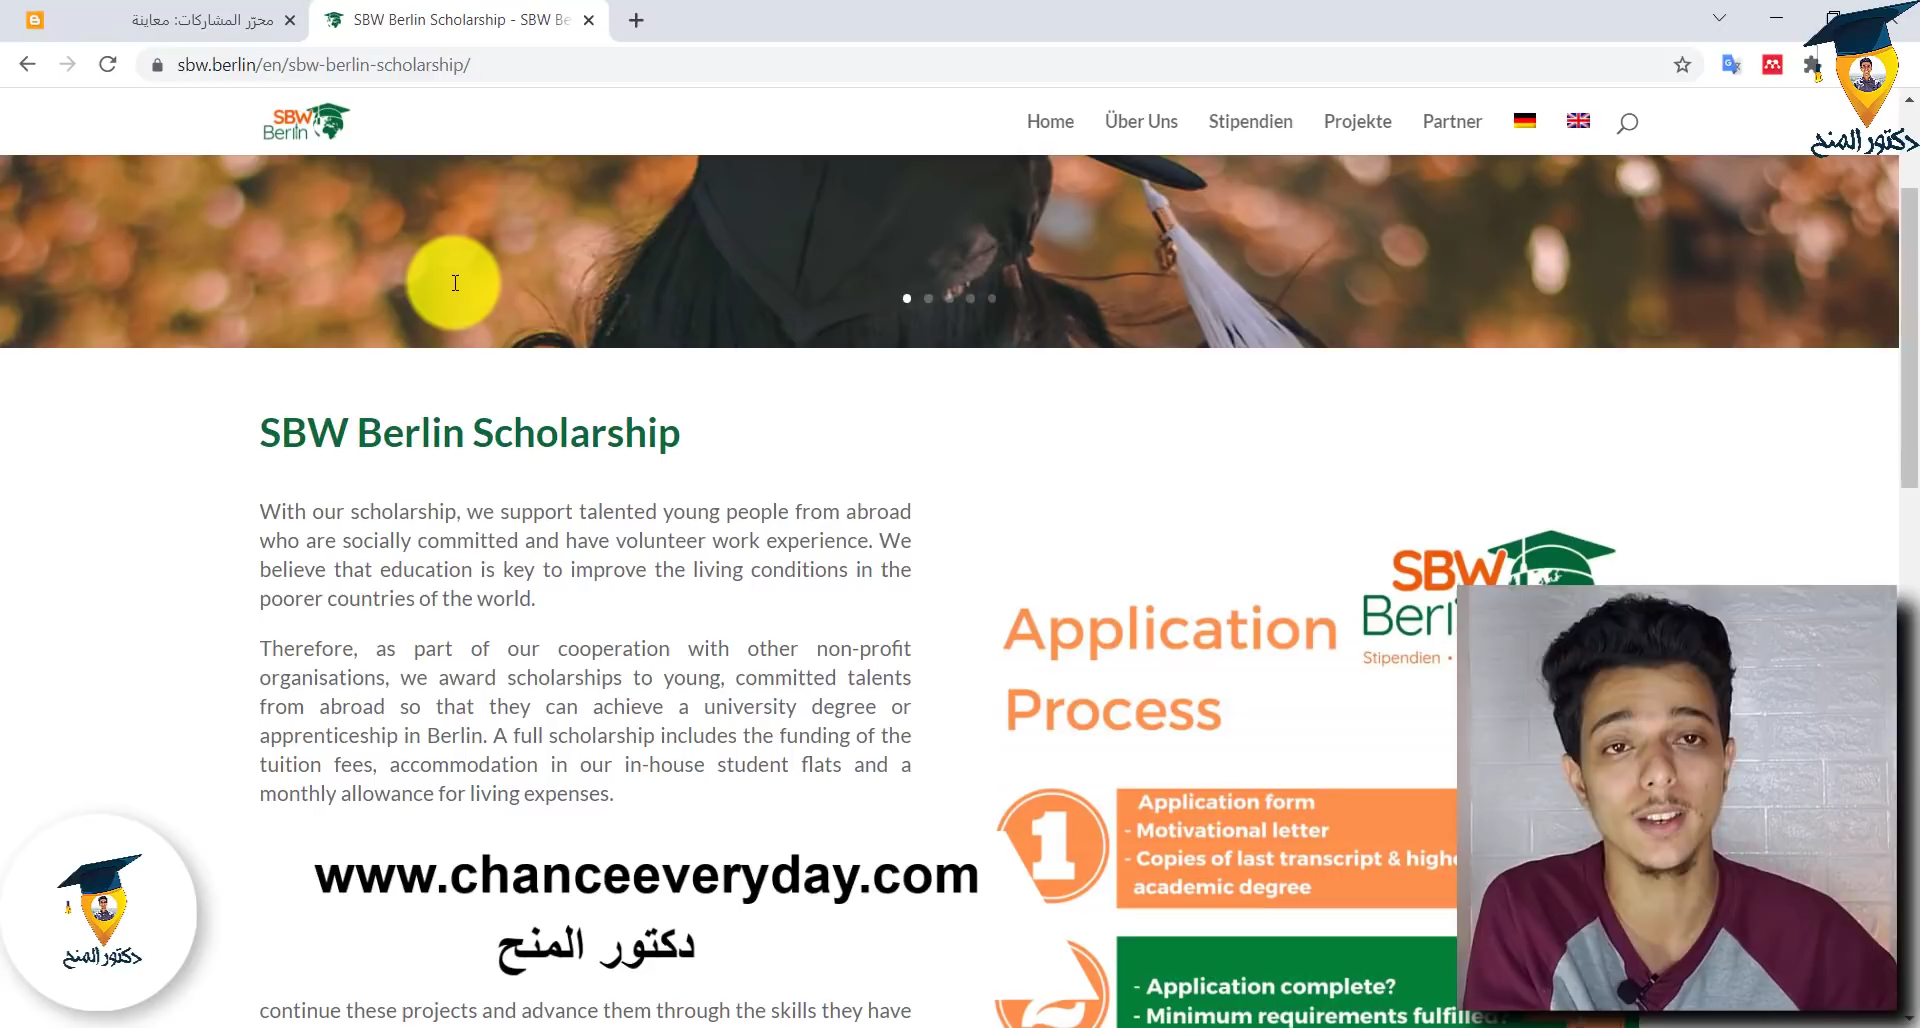 محرّر المشاركات: معاينة
SBW Berlin Scholarship - SBW Be
sbw.berlin/en/sbw-berlin-scholarship/
دكتور المنح
SBW
Berlin
Home
Über Uns
Stipendien
Projekte
Partner
SBW Berlin Scholarship
With our scholarship, we support talented young people from abroad
who are socially committed and have volunteer work experience. We
believe that education is key to improve the living conditions in the
poorer countries of the world.
Therefore, as part of our cooperation with other non-profit
organisations, we award scholarships to young, committed talents
from abroad so that they can achieve a university degree or
apprenticeship in Berlin. A full scholarship includes the funding of the
tuition fees, accommodation in our in-house student flats and a
monthly allowance for living expenses.
www.chanceeveryday.com
دكتور المنح
دكتور المنح
continue these projects and advance them through the skills they have
SBW
Berl
Stipendien •
Application
Process
1
Application form
- Motivational letter
- Copies of last transcript & highe
academic degree
2
- Application complete?
- Minimum requirements fulfilled?